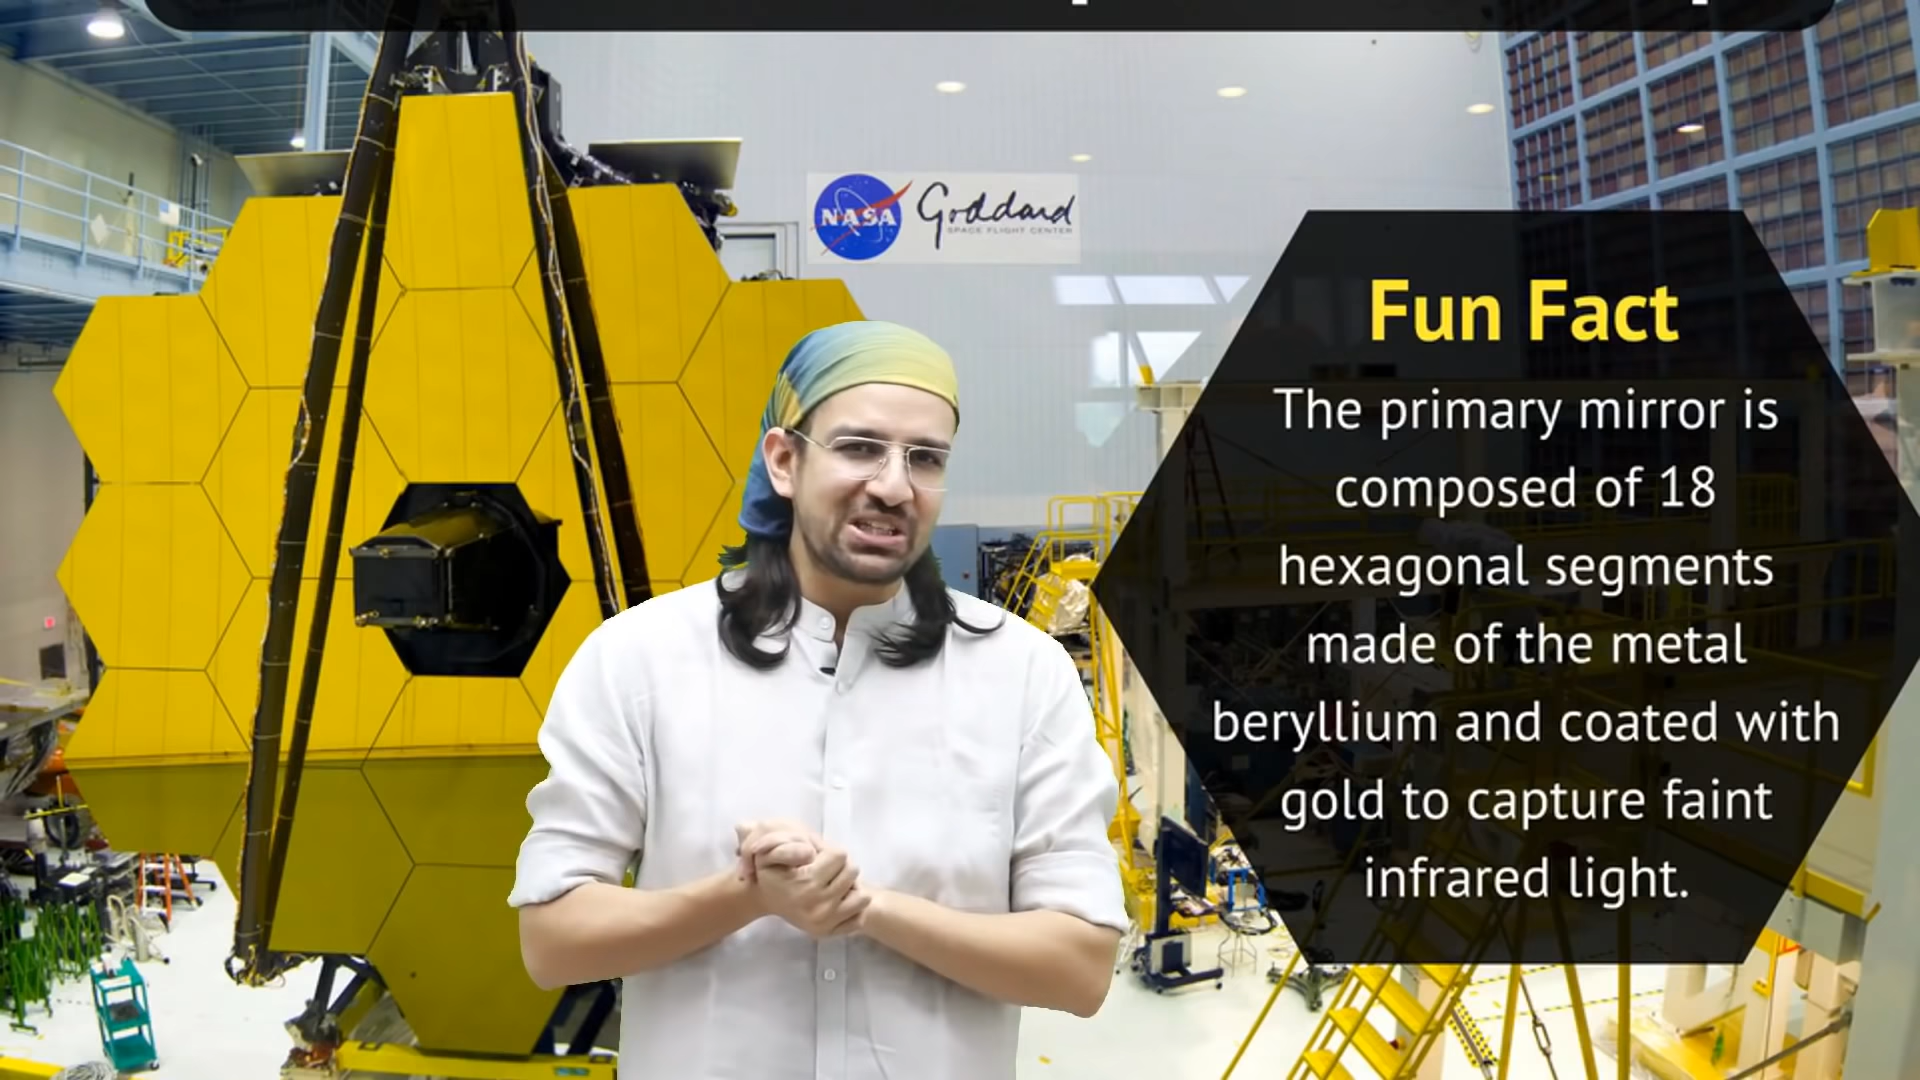 NASA
Goddard
SPACE FLIGHT CENTER
Fun Fact
The primary mirror is
composed of 18
hexagonal segments
made of the metal
beryllium and coated with
gold to capture faint
infrared light.